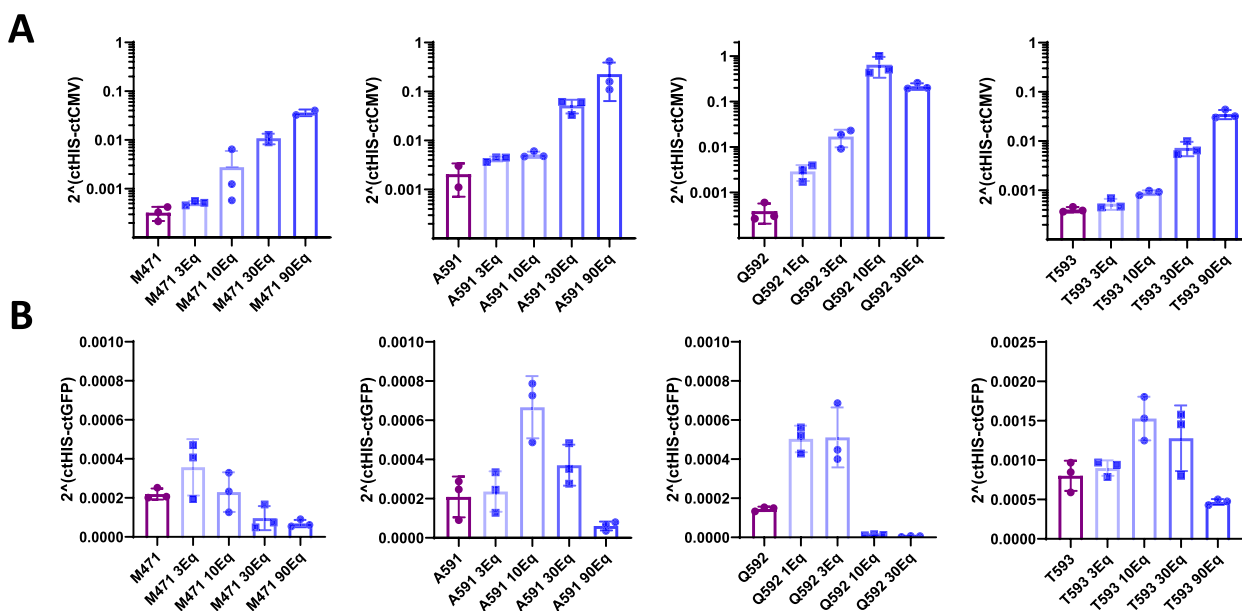 A
2^(ctHIS-ctCMV)
1
0.1
0.01
0.001
M471
M471 3Eq
M471 10Eq
M471 30Eq
M471 90Eq
2^(ctHIS-ctCMV)
1
0.1
0.01
0.001
A591
A591 3Eq
A591 10Eq
A591 30Eq
A591 90Eq
2^(ctHIS-ctCMV)
1
0.1
0.01
0.001
Q592
Q592 1Eq
Q592 3Eq
Q592 10Eq
Q592 30Eq
2^(ctHIS-ctCMV)
1
0.1
0.01
0.001
T593
T593 3Eq
T593 10Eq
T593 30Eq
T593 90Eq
B
2^(ctHIS-ctGFP)
0.0010
0.0008
0.0006
0.0004
0.0002
0.0000
M471
M471 3Eq
M471 10Eq
M471 30Eq
M471 90Eq
2^(ctHIS-ctGFP)
0.0010
0.0008
0.0006
0.0004
0.0002
0.0000
A591
A591 3Eq
A591 10Eq
A591 30Eq
A591 90Eq
2^(ctHIS-ctGFP)
0.0010
0.0008
0.0006
0.0004
0.0002
0.0000
Q592
Q592 1Eq
Q592 3Eq
Q592 10Eq
Q592 30Eq
2^(ctHIS-ctGFP)
0.0025
0.0020
0.0015
0.0010
0.0005
0.0000
T593
T593 3Eq
T593 10Eq
T593 30Eq
T593 90Eq